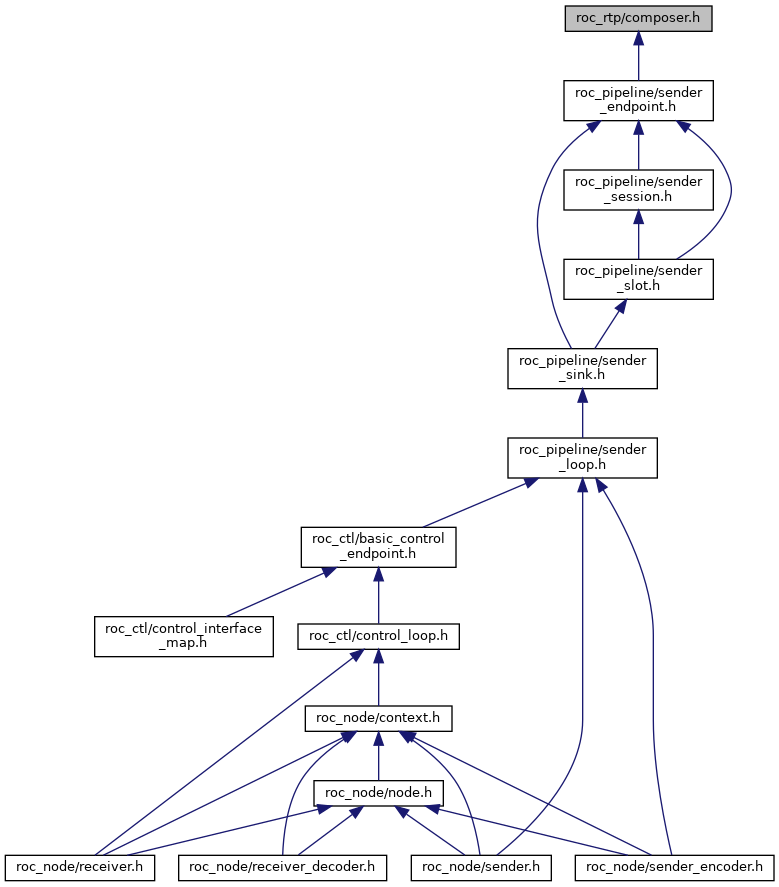 roc_rtp/composer.h
roc_pipeline/sender
_endpoint.h
roc_pipeline/sender
_session.h
roc_pipeline/sender
_slot.h
roc_pipeline/sender
_sink.h
roc_pipeline/sender
_loop.h
roc_ctl/basic_control
_endpoint.h
roc_ctl/control_interface
_map.h
roc_ctl/control_loop.h
roc_node/context.h
roc_node/node.h
roc_node/receiver.h
roc_node/receiver_decoder.h
roc_node/sender.h
roc_node/sender_encoder.h